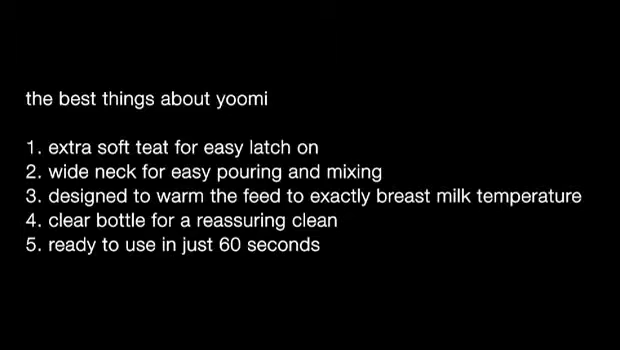 the best things about yoomi
1. extra soft teat for easy latch on
2. wide neck for easy pouring and mixing
3. designed to warm the feed to exactly breast milk temperature
4. clear bottle for a reassuring clean
5. ready to use in just 60 seconds